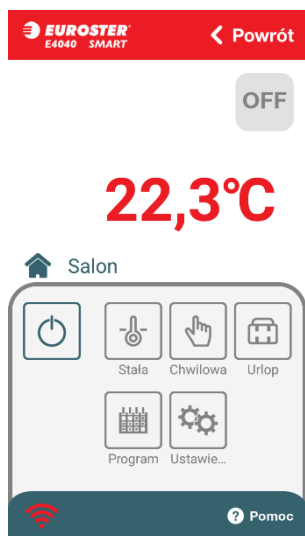 EUROSTER®
E4040 SMART
Powrót
OFF
22,3°C
Salon
Stała Chwilowa Urlop
Program Ustawie...
Pomoc